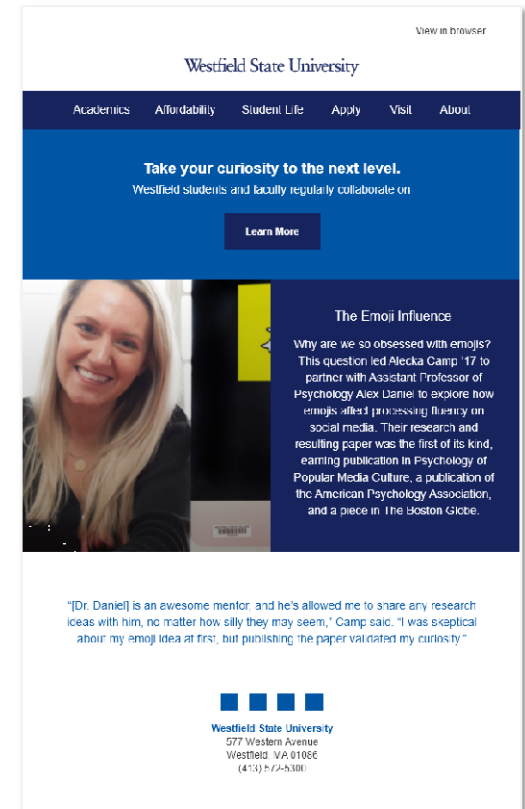 View in browser
Westfield State University
Academics Affordability Student Life Apply Visit About
Take your curiosity to the next level.
Westfield students and faculty regularly collaborate on
Learn More
The Emoji Influence
Why are we so obsessed with emojis?
This question led Alecka Camp '17 to
partner with Assistant Professor of
Psychology Alex Daniel to explore how
emojis affect processing fluency on
social media. Their research and
resulting paper was the first of its kind,
earning publication in Psychology of
Popular Media Culture, a publication of
the American Psychology Association,
and a piece in The Boston Globe.
"[Dr. Daniel] is an awesome mentor, and he's allowed me to share any research
ideas with him, no matter how silly they may seem," Camp said. "I was skeptical
about my emoji idea at first, but publishing the paper validated my curiosity."
Westfield State University
577 Western Avenue
Westfield, MA 01086
(413) 572-5300